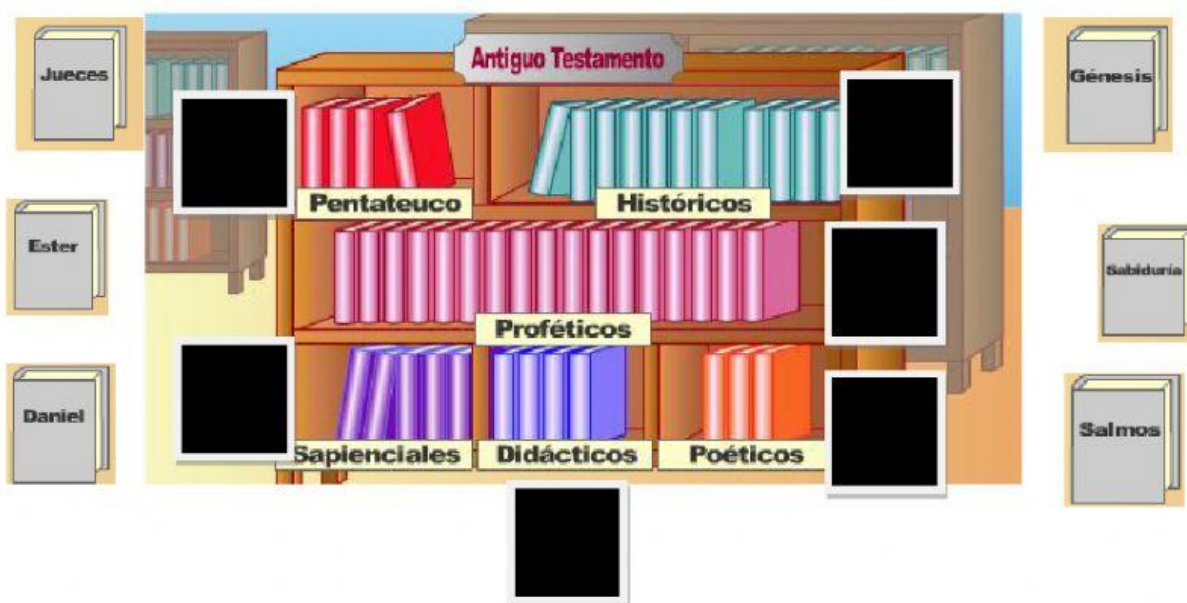 Antiguo Testamento
Jueces
Génesis
Pentateuco
Históricos
Ester
Sabiduría
Proféticos
Daniel
Salmos
Sapienciales
Didácticos
Poéticos